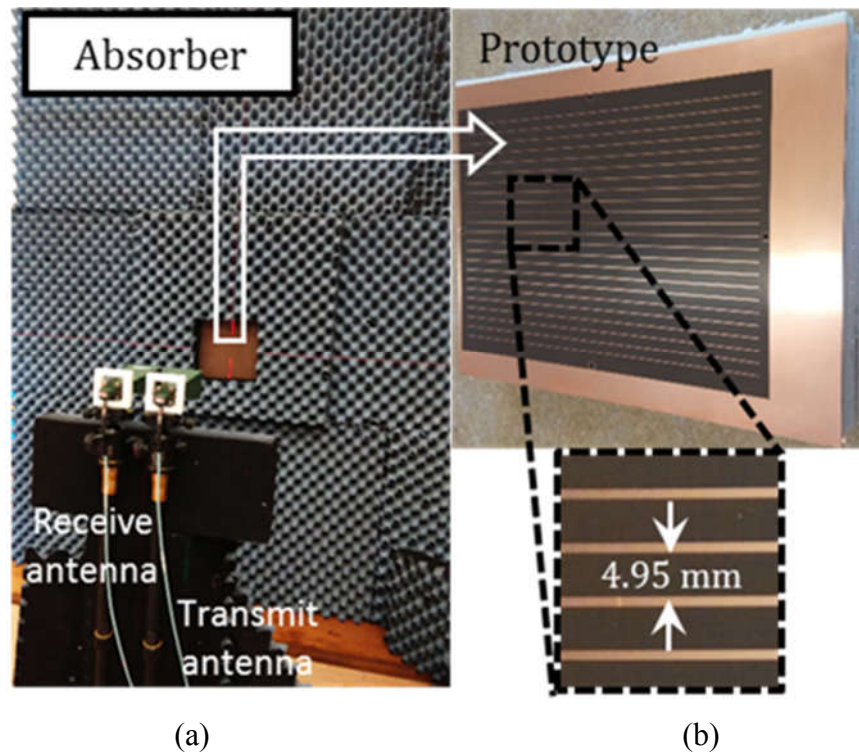 Absorber
Prototype
Receive
antenna
Transmit
antenna
4.95 mm
(a)
(b)